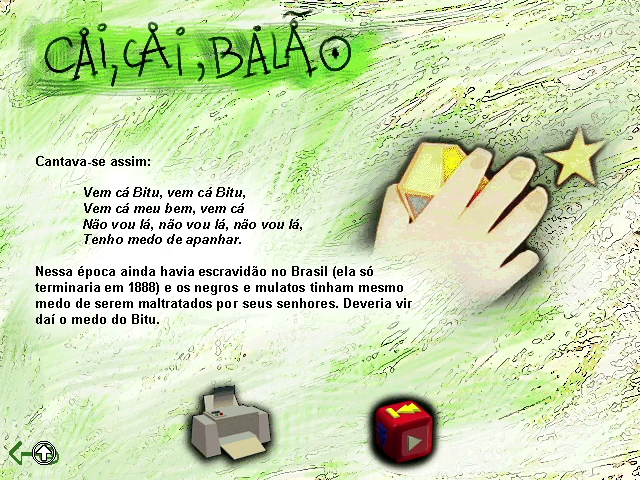 CAI, CAI, BALÃO
Cantava-se assim:
Vem cá Bitu, vem cá Bitu,
Vem cá meu bem, vem cá
Não vou lá, não vou lá, não vou lá,
Tenho medo de apanhar.
Nessa época ainda havia escravidão no Brasil (ela só
terminaria em 1888) e os negros e mulatos tinham mesmo
medo de serem maltratados por seus senhores. Deveria vir
daí o medo do Bitu.